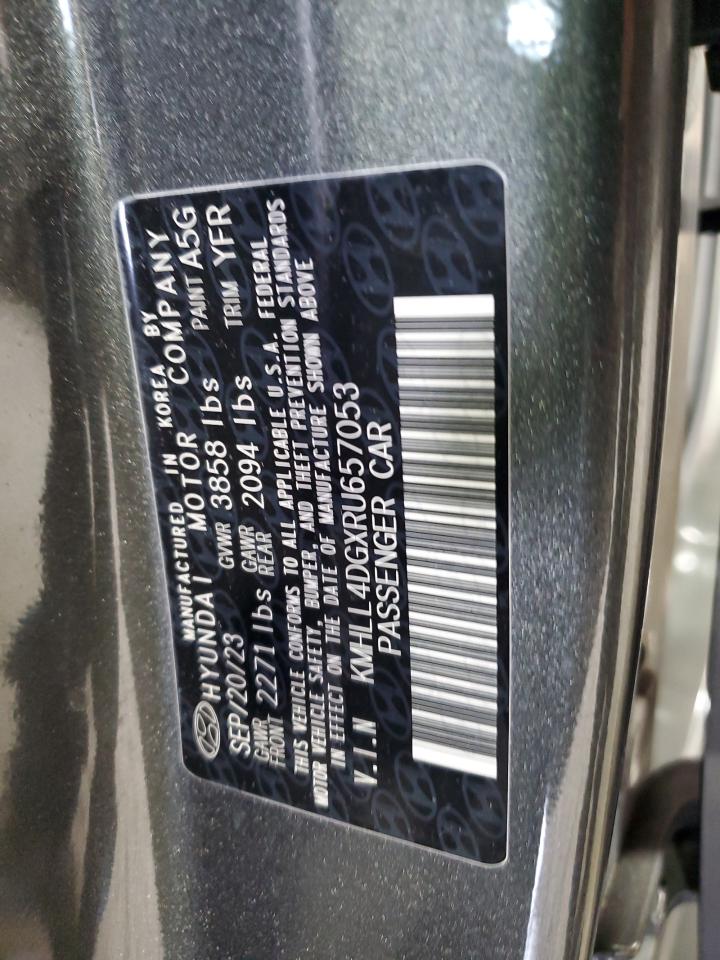 MANUFACTURED IN KOREA BY
HYUNDAI MOTOR COMPANY
SEP/20/23 GVWR 3858 lbs PAINT A5G
GAWR FRONT 2271 lbs GAWR REAR 2094 lbs TRIM YFR
THIS VEHICLE CONFORMS TO ALL APPLICABLE U.S.A. FEDERAL
MOTOR VEHICLE SAFETY, BUMPER, AND THEFT PREVENTION STANDARDS
IN EFFECT ON THE DATE OF MANUFACTURE SHOWN ABOVE
V.I.N KMHLL4DGXRU657053
PASSENGER CAR